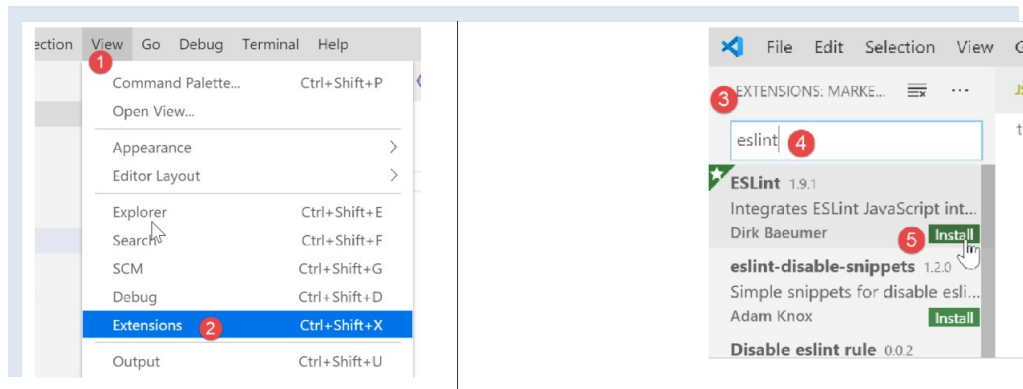 ection View Go Debug Terminal Help
1
Command Palette... Ctrl+Shift+P
Open View...
Appearance
Editor Layout
Explorer Ctrl+Shift+E
Search Ctrl+Shift+F
SCM Ctrl+Shift+G
Debug Ctrl+Shift+D
Extensions 2 Ctrl+Shift+X
Output Ctrl+Shift+U
File Edit Selection View G
3 EXTENSIONS: MARKE... ...
JS
eslint 4
t
ESLint 1.9.1
Integrates ESLint JavaScript int...
Dirk Baeumer 5 Install
eslint-disable-snippets 1.2.0
Simple snippets for disable esli...
Adam Knox Install
Disable eslint rule 0.0.2